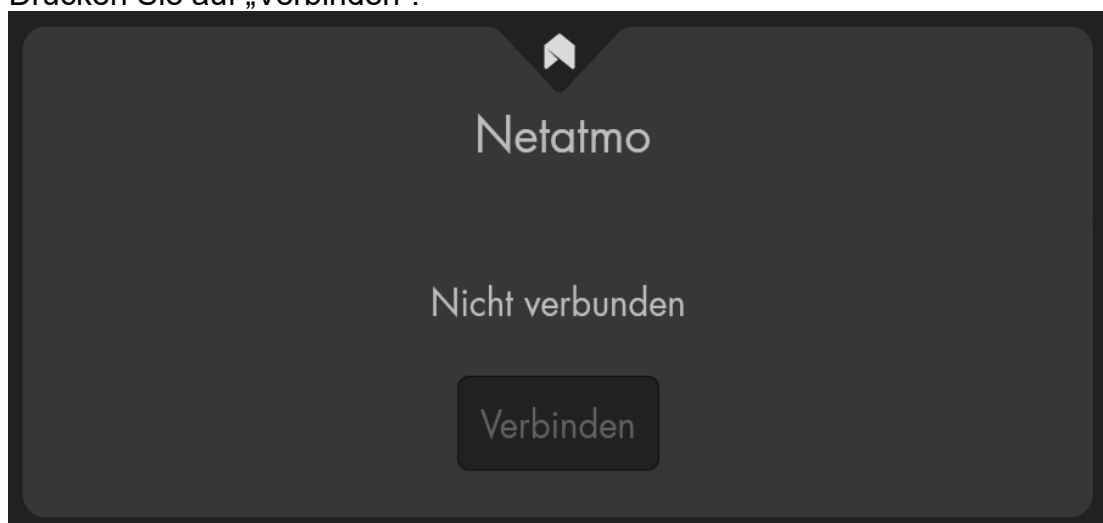 Drücken Sie auf „Verbinden“.
Netatmo
Nicht verbunden
Verbinden